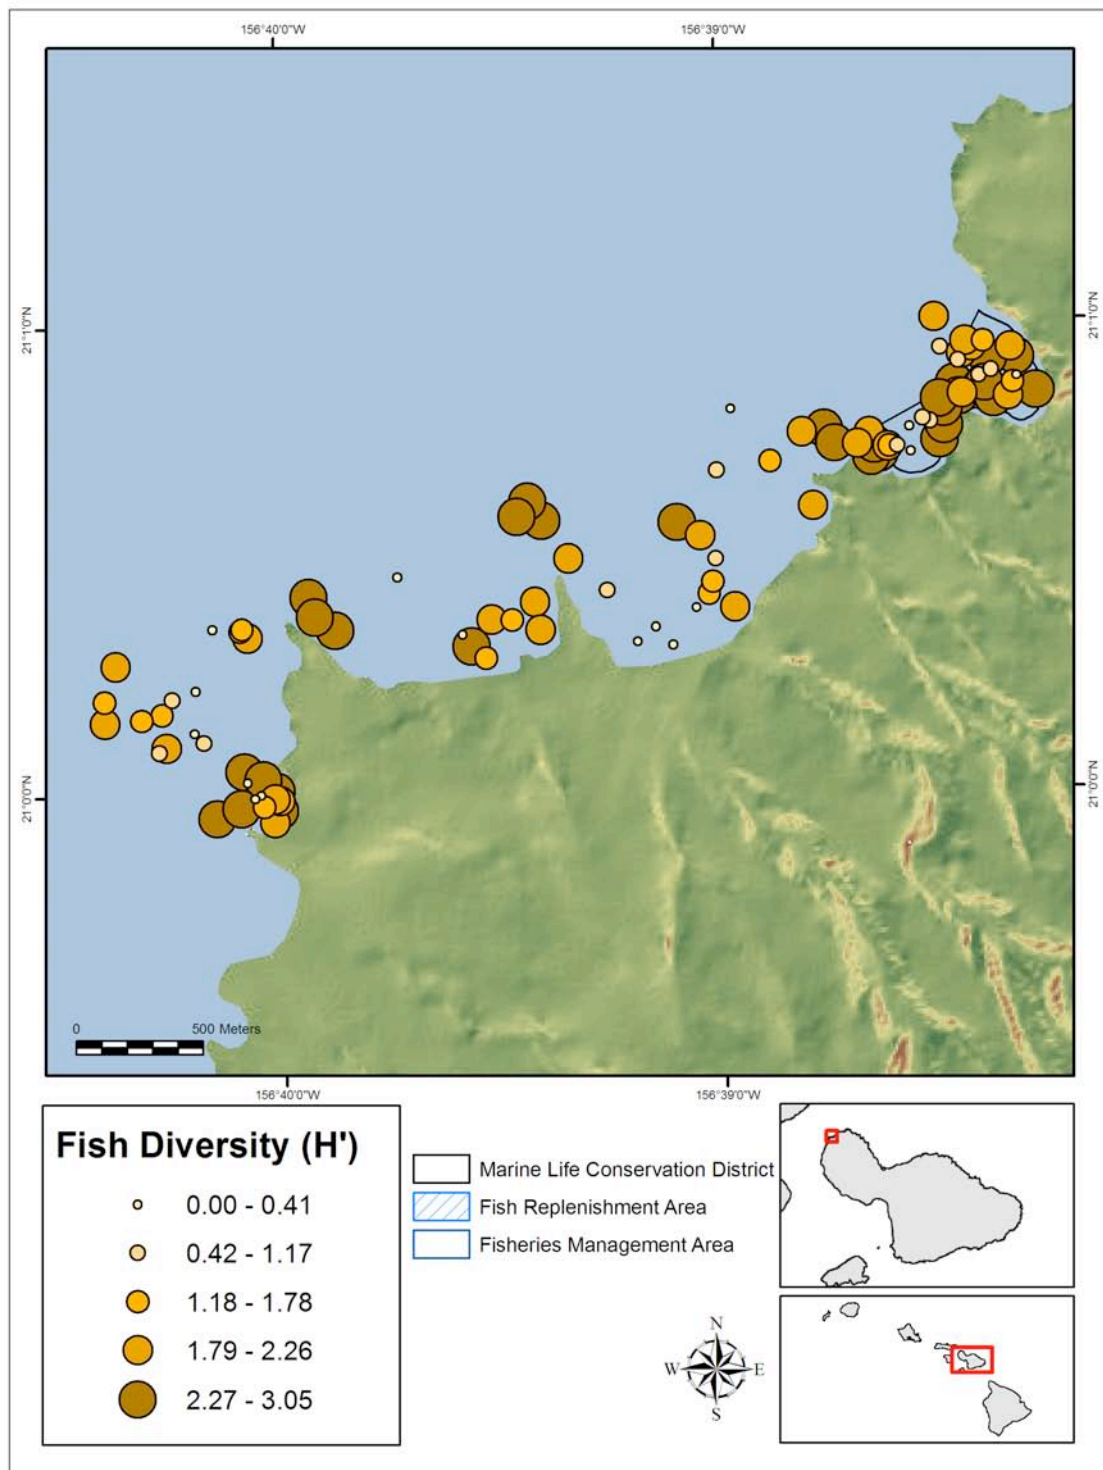 156°40'0"W 156°39'0"W
21°1'0"N 21°1'0"N
21°0'0"N 21°0'0"N
0 500 Meters
156°40'0"W 156°39'0"W
Fish Diversity (H')
0.00 - 0.41
0.42 - 1.17
1.18 - 1.78
1.79 - 2.26
2.27 - 3.05
Marine Life Conservation District
Fish Replenishment Area
Fisheries Management Area
N
W E
S